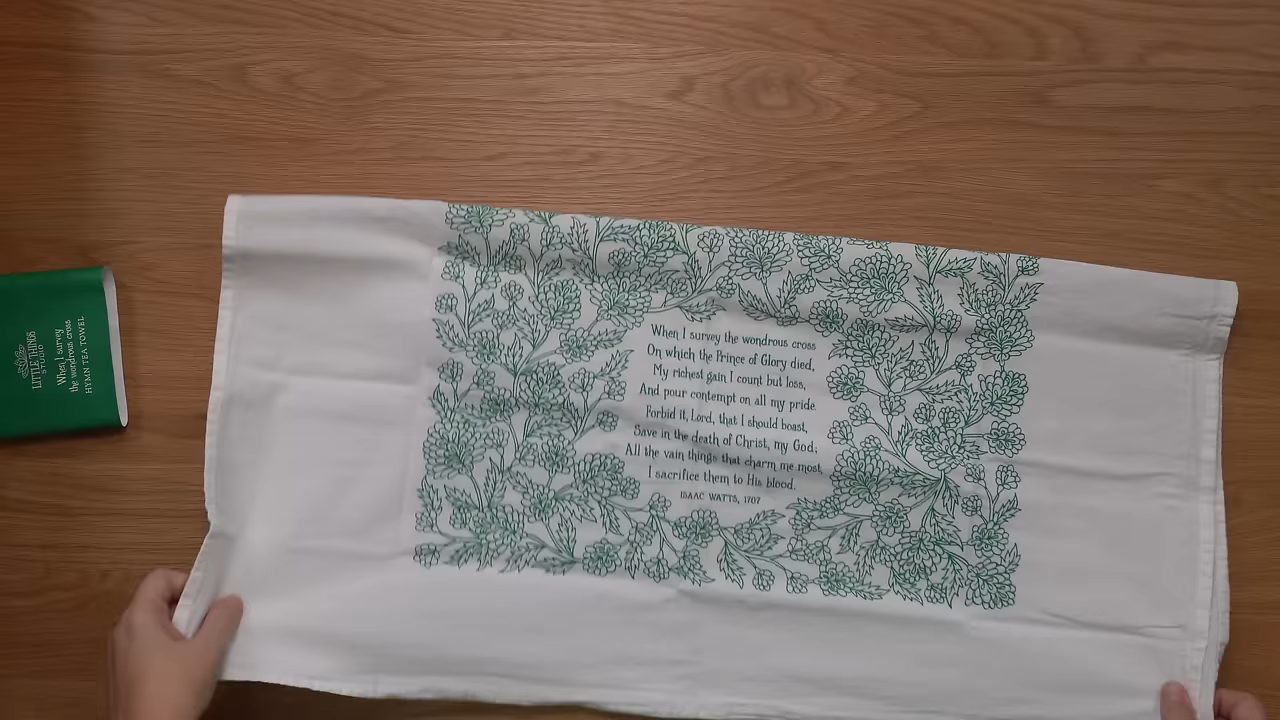 LITTLE THINGS
STUDIO
When I survey
the wondrous cross
HYMN TEA TOWEL
When I survey the wondrous cross
On which the Prince of Glory died,
My richest gain I count but loss,
And pour contempt on all my pride.
Forbid it, Lord, that I should boast,
Save in the death of Christ, my God;
All the vain things that charm me most,
I sacrifice them to His blood.
ISAAC WATTS, 1707